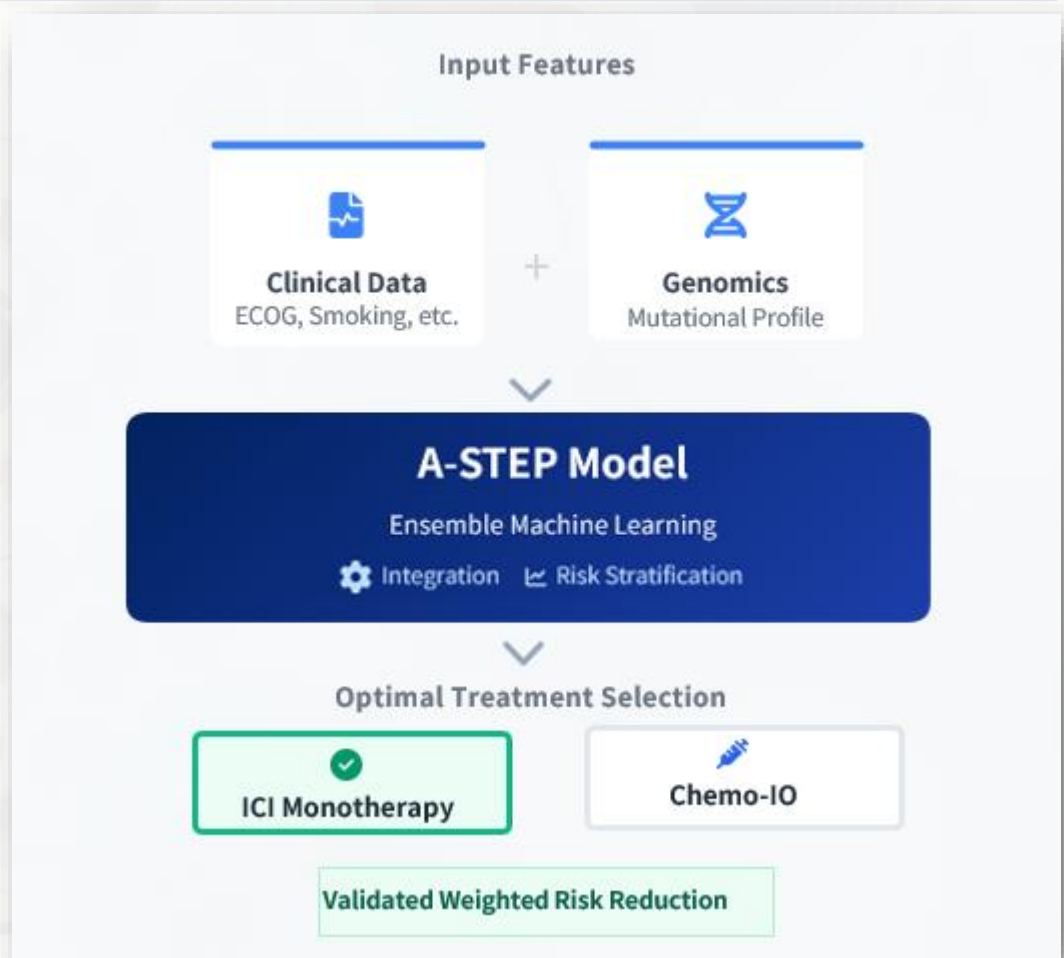 Input Features
Clinical Data
ECOG, Smoking, etc.
+
Genomics
Mutational Profile
A-STEP Model
Ensemble Machine Learning
Integration
Risk Stratification
Optimal Treatment Selection
ICI Monotherapy
Chemo-IO
Validated Weighted Risk Reduction